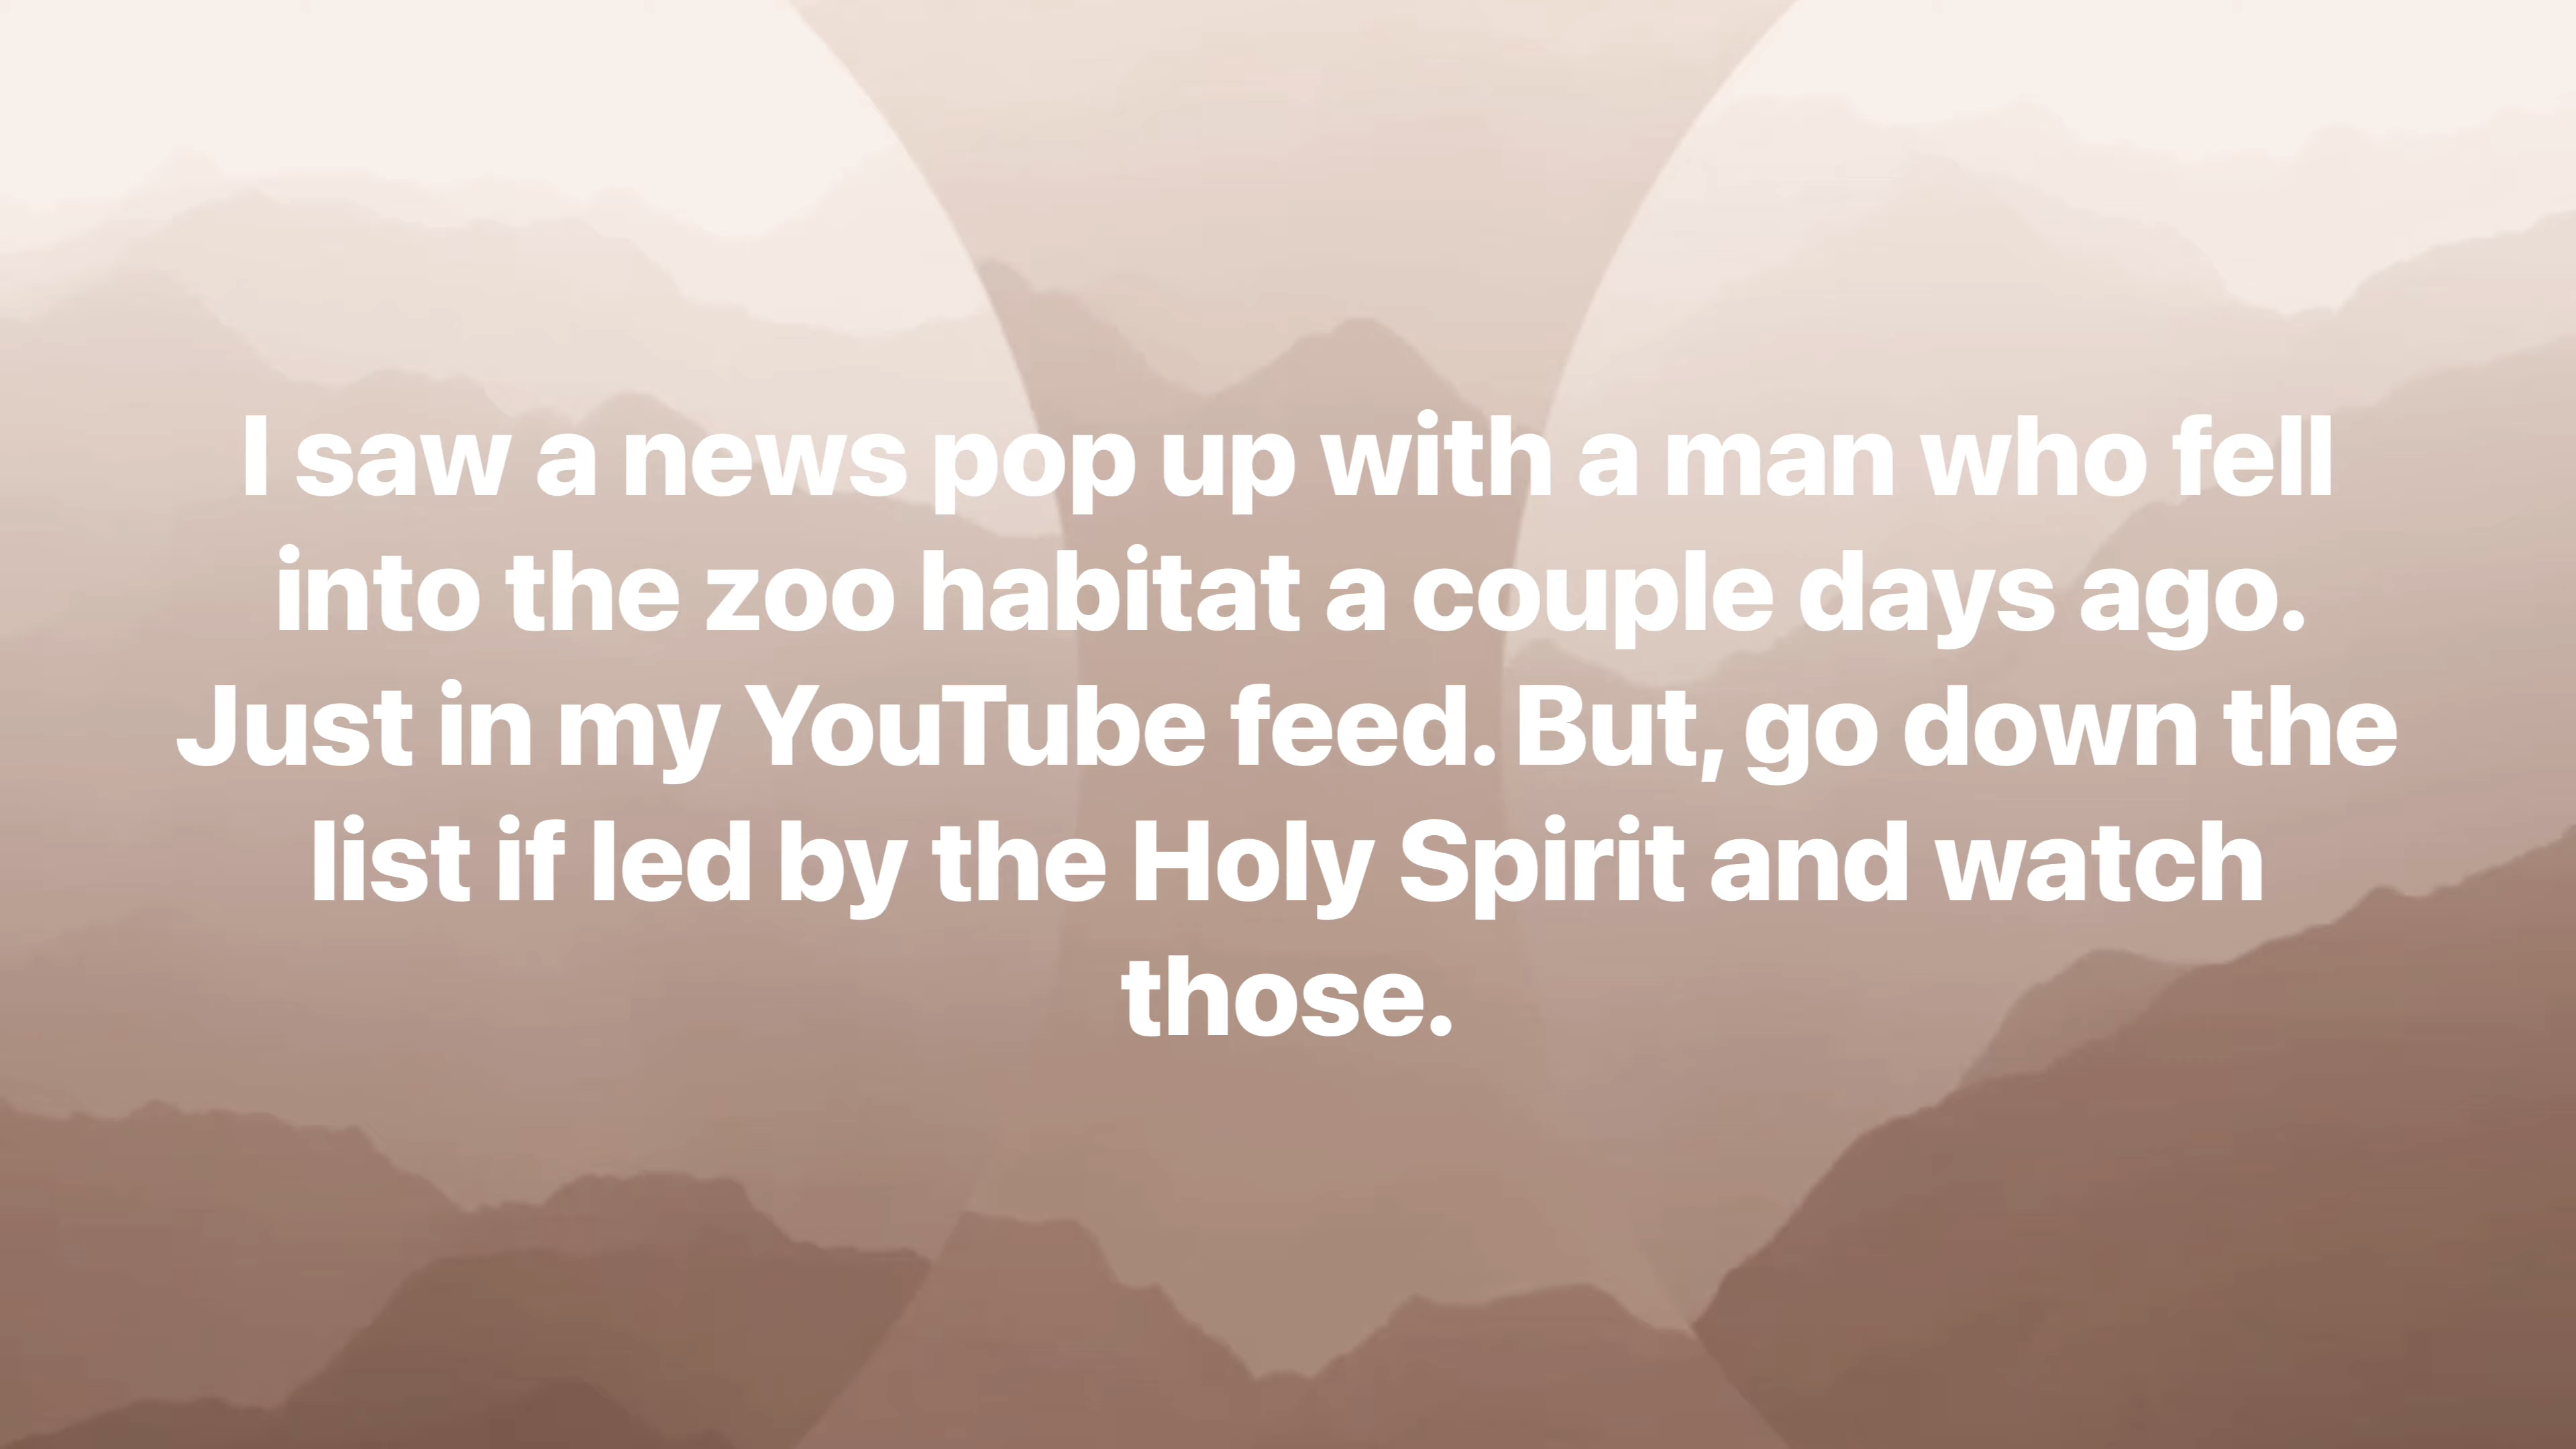 I saw a news pop up with a man who fell
into the zoo habitat a couple days ago.
Just in my YouTube feed. But, go down the
list if led by the Holy Spirit and watch
those.